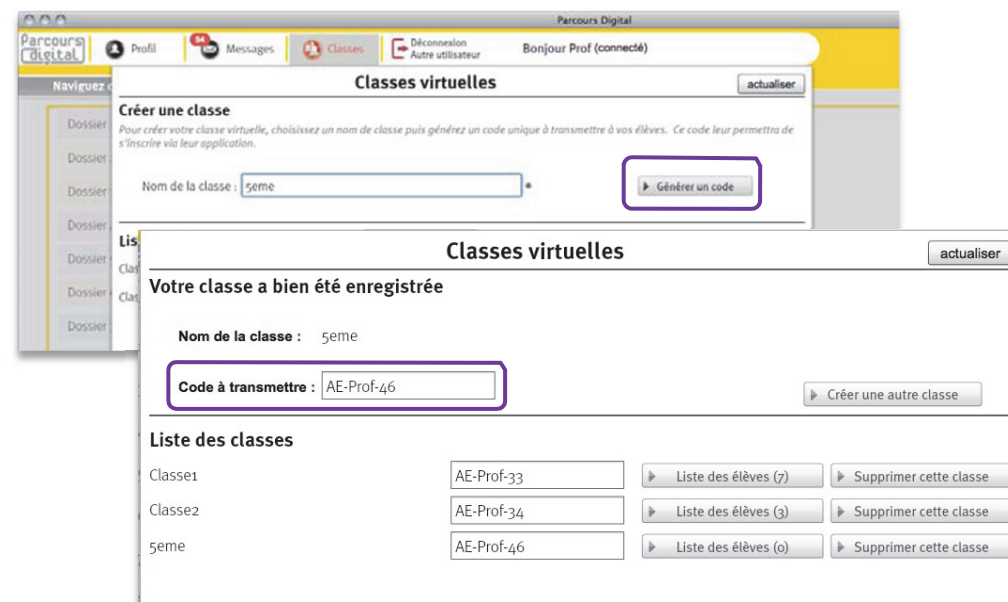 Parcours Digital
Parcours Digital
Profil
54
Messages
Classes
Déconnexion
Autre utilisateur
Bonjour Prof (connecté)
Naviguez
Classes virtuelles
actualiser
Créer une classe
Pour créer votre classe virtuelle, choisissez un nom de classe puis générez un code unique à transmettre à vos élèves. Ce code leur permettra de
s'inscrire via leur application.
Nom de la classe : 5eme *
Générer un code
Dossier
Dossier
Dossier
Dossier
Dossier
Dossier
Dossier
Lis
Clas
Clas
Classes virtuelles
actualiser
Votre classe a bien été enregistrée
Nom de la classe : 5eme
Code à transmettre : AE-Prof-46
Créer une autre classe
Liste des classes
Classe1 AE-Prof-33 Liste des élèves (7) Supprimer cette classe
Classe2 AE-Prof-34 Liste des élèves (3) Supprimer cette classe
5eme AE-Prof-46 Liste des élèves (0) Supprimer cette classe